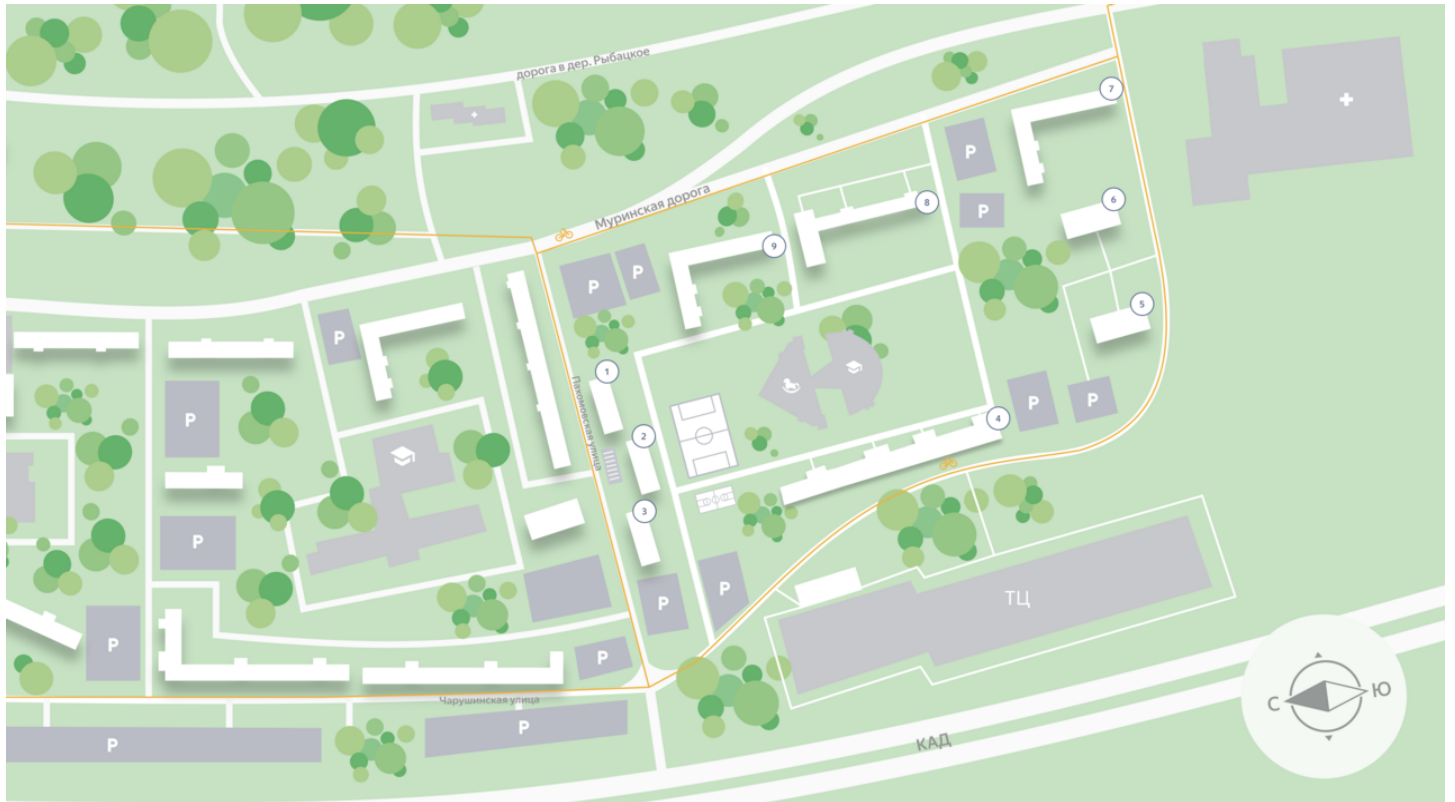 дорога в дер. Рыбацкое
7
P
Муринская дорога
6
8
P
9
P
P
5
P
1
Пахомовская улица
P
P
4
P
2
3
P
P
P
ТЦ
P
P
P
С
Ю
Чарушинская улица
P
P
КАД